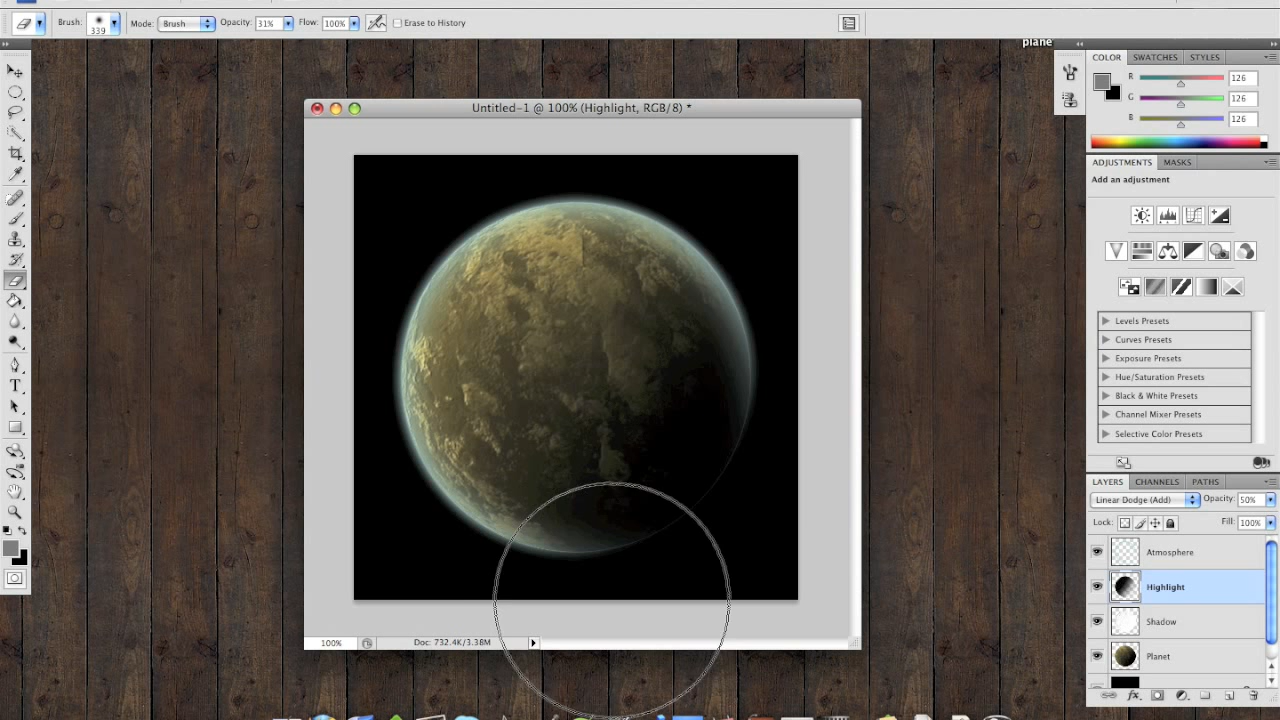 Brush:
339
Mode: Brush
Opacity: 31%
Flow: 100%
Erase to History
plane
Untitled-1 @ 100% (Highlight, RGB/8) *
100%
Doc: 732.4K/3.38M
COLOR SWATCHES STYLES
R 126
G 126
B 126
ADJUSTMENTS MASKS
Add an adjustment
Levels Presets
Curves Presets
Exposure Presets
Hue/Saturation Presets
Black & White Presets
Channel Mixer Presets
Selective Color Presets
LAYERS CHANNELS PATHS
Linear Dodge (Add) Opacity: 50%
Lock: Fill: 100%
Atmosphere
Highlight
Shadow
Planet